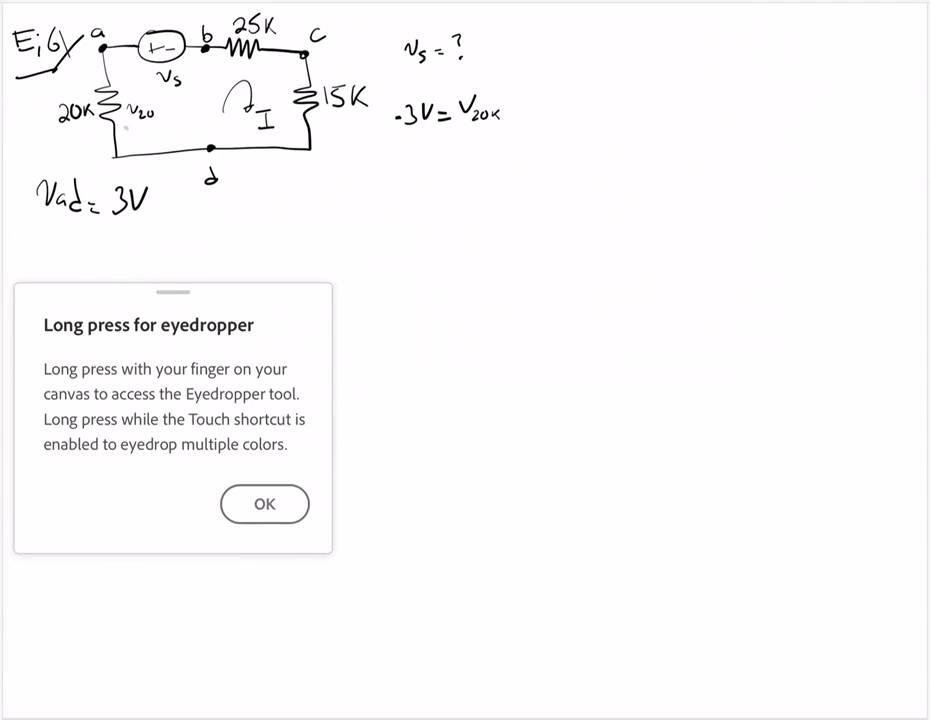 a
b
25K
c
+-
Vs
20K
V20
I
15K
d
Vad= 3V
Vs = ?
-3V = V20K
Long press for eyedropper
Long press with your finger on your
canvas to access the Eyedropper tool.
Long press while the Touch shortcut is
enabled to eyedrop multiple colors.
OK